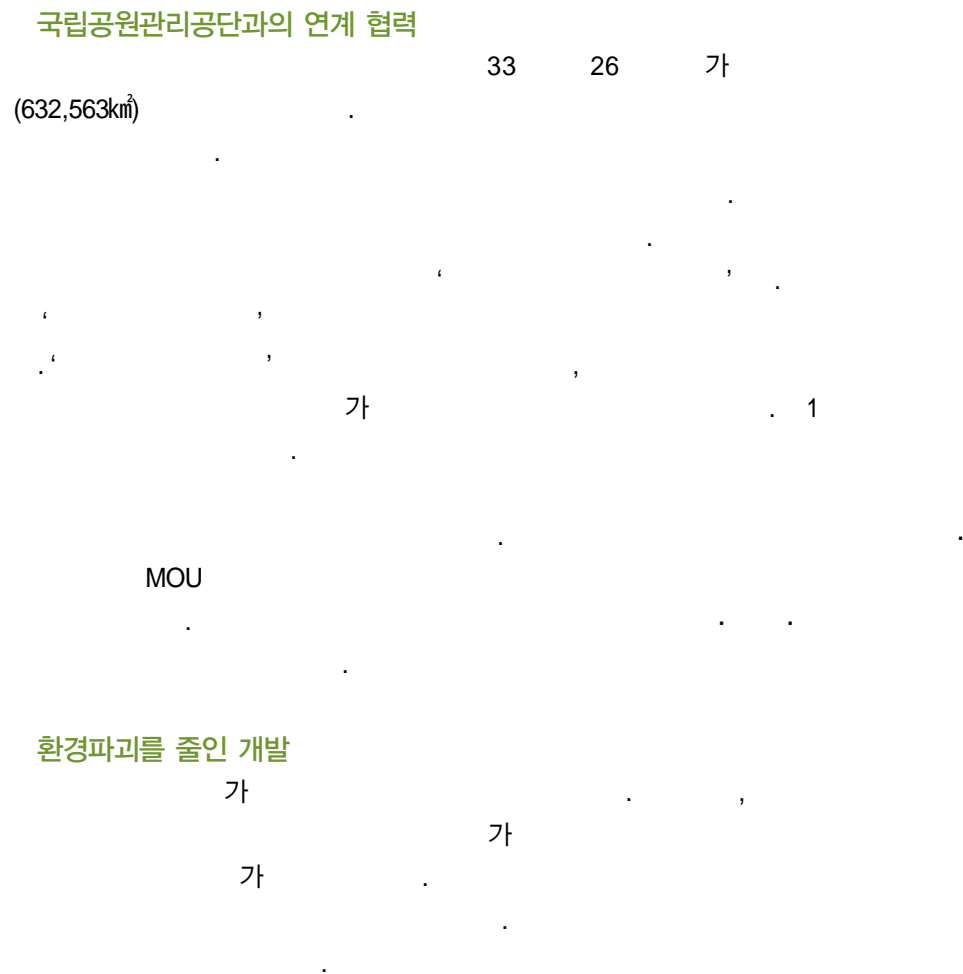 국립공원관리공단과의 연계 협력
33 26 가
(632,563㎢) .
.
.
.
‘ ’ .
‘ ’
. ‘ ’ ,
가 . 1
.
. .
MOU
. . .
.
환경파괴를 줄인 개발
가 . ,
가
가 .
.
.